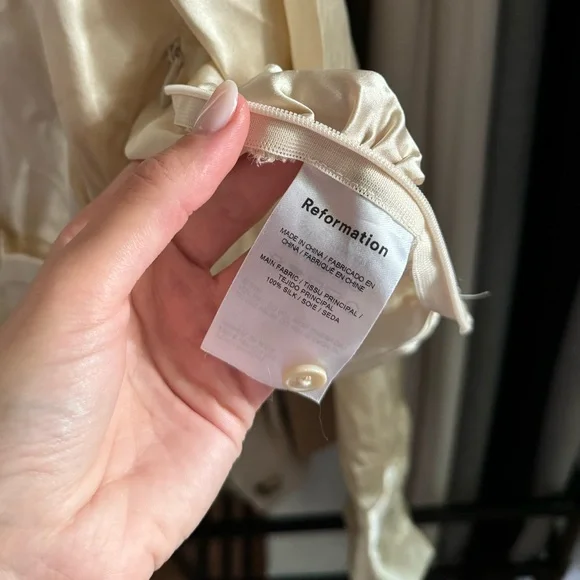 Reformation
MADE IN CHINA / FABRICADO EN
CHINA / FABRIQUÉ EN CHINE
MAIN FABRIC / TISSU PRINCIPAL /
TEJIDO PRINCIPAL
100% SILK / SOIE / SEDA